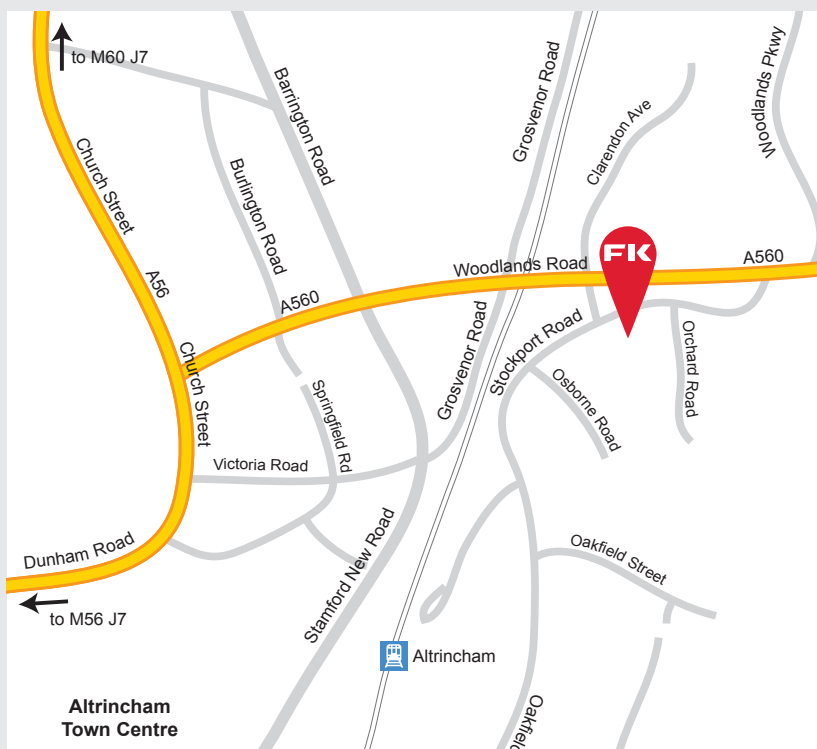 to M60 J7
Church Street
A56
Church Street
Dunham Road
to M56 J7
Altrincham
Town Centre
Barrington Road
Burlington Road
A560
Springfield Rd
Victoria Road
Stamford New Road
Grosvenor Road
Grosvenor Road
Woodlands Road
Stockport Road
Clarendon Ave
Woodlands Pkwy
FK
A560
Orchard Road
Osborne Road
Oakfield Street
Altrincham
Oakfield